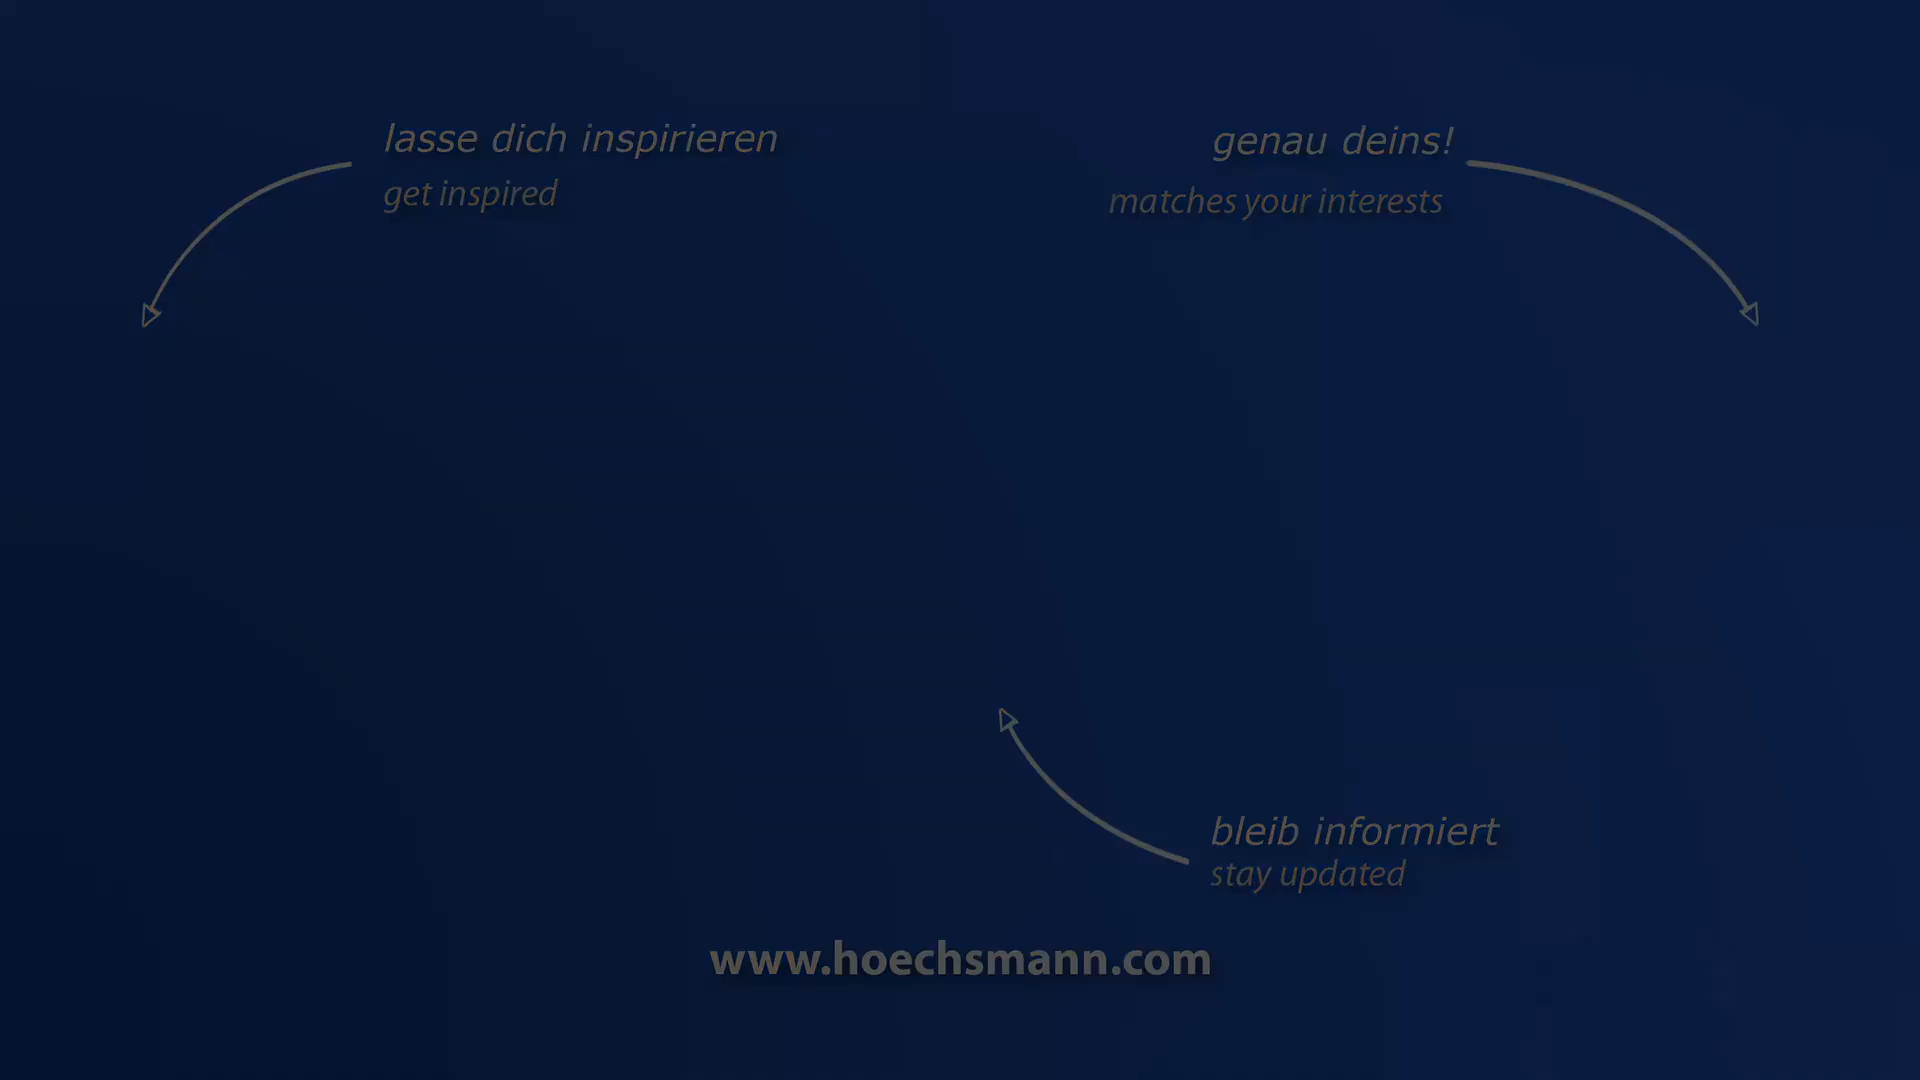 lasse dich inspirieren
get inspired
genau deins!
matches your interests
bleib informiert
stay updated
www.hoechsmann.com